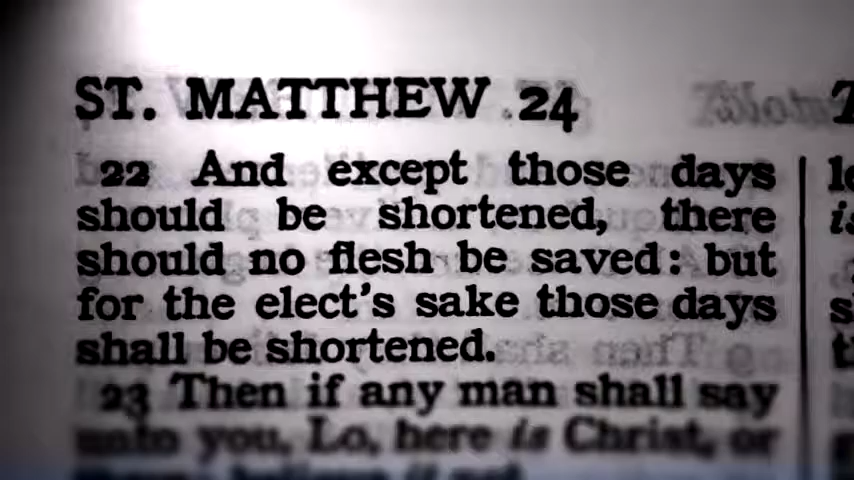 ST. MATTHEW 24
22 And except those days
should be shortened, there
should no flesh be saved: but
for the elect's sake those days
shall be shortened.
23 Then if any man shall say
unto you, Lo, here is Christ, or